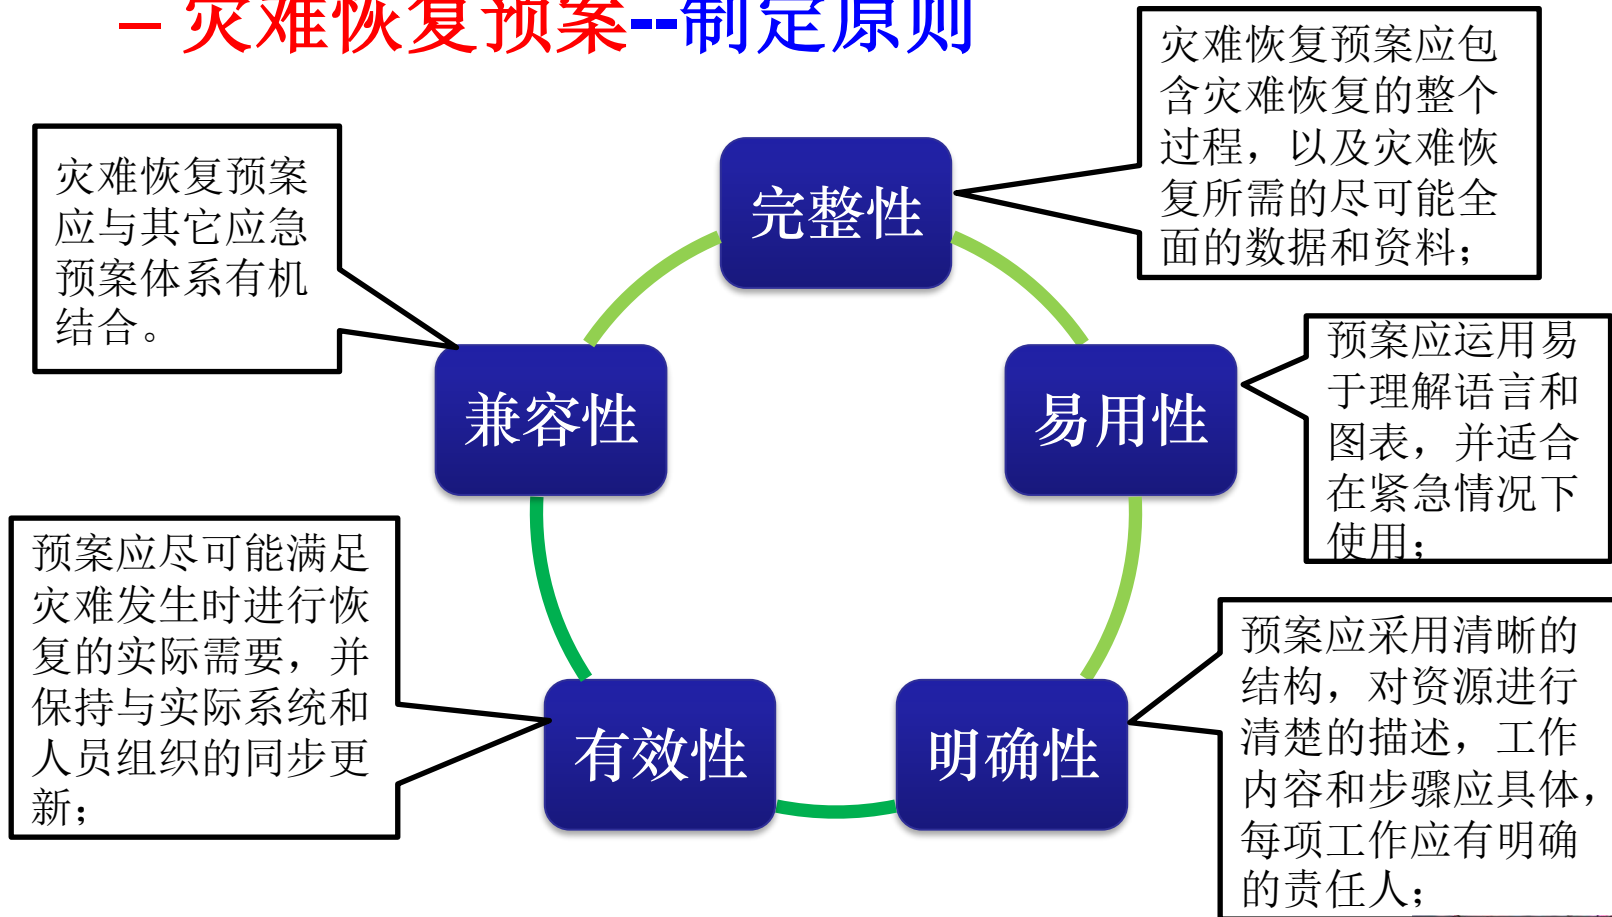 – 灾难恢复预案--制定原则
灾难恢复预案应包
含灾难恢复的整个
过程，以及灾难恢
复所需的尽可能全
面的数据和资料；
灾难恢复预案
应与其它应急
预案体系有机
结合。
完整性
预案应运用易
于理解语言和
图表，并适合
在紧急情况下
使用；
兼容性
易用性
预案应尽可能满足
灾难发生时进行恢
复的实际需要，并
保持与实际系统和
人员组织的同步更
新；
预案应采用清晰的
结构，对资源进行
清楚的描述，工作
内容和步骤应具体，
每项工作应有明确
的责任人；
有效性
明确性